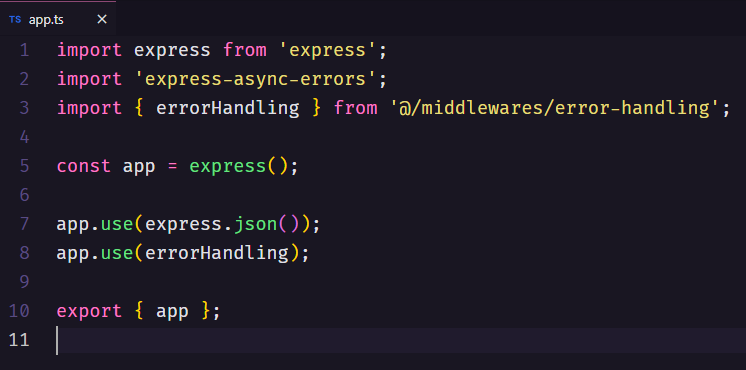 TS app.ts ×
1 import express from 'express';
2 import 'express-async-errors';
3 import { errorHandling } from '@/middlewares/error-handling';
4
5 const app = express();
6
7 app.use(express.json());
8 app.use(errorHandling);
9
10 export { app };
11